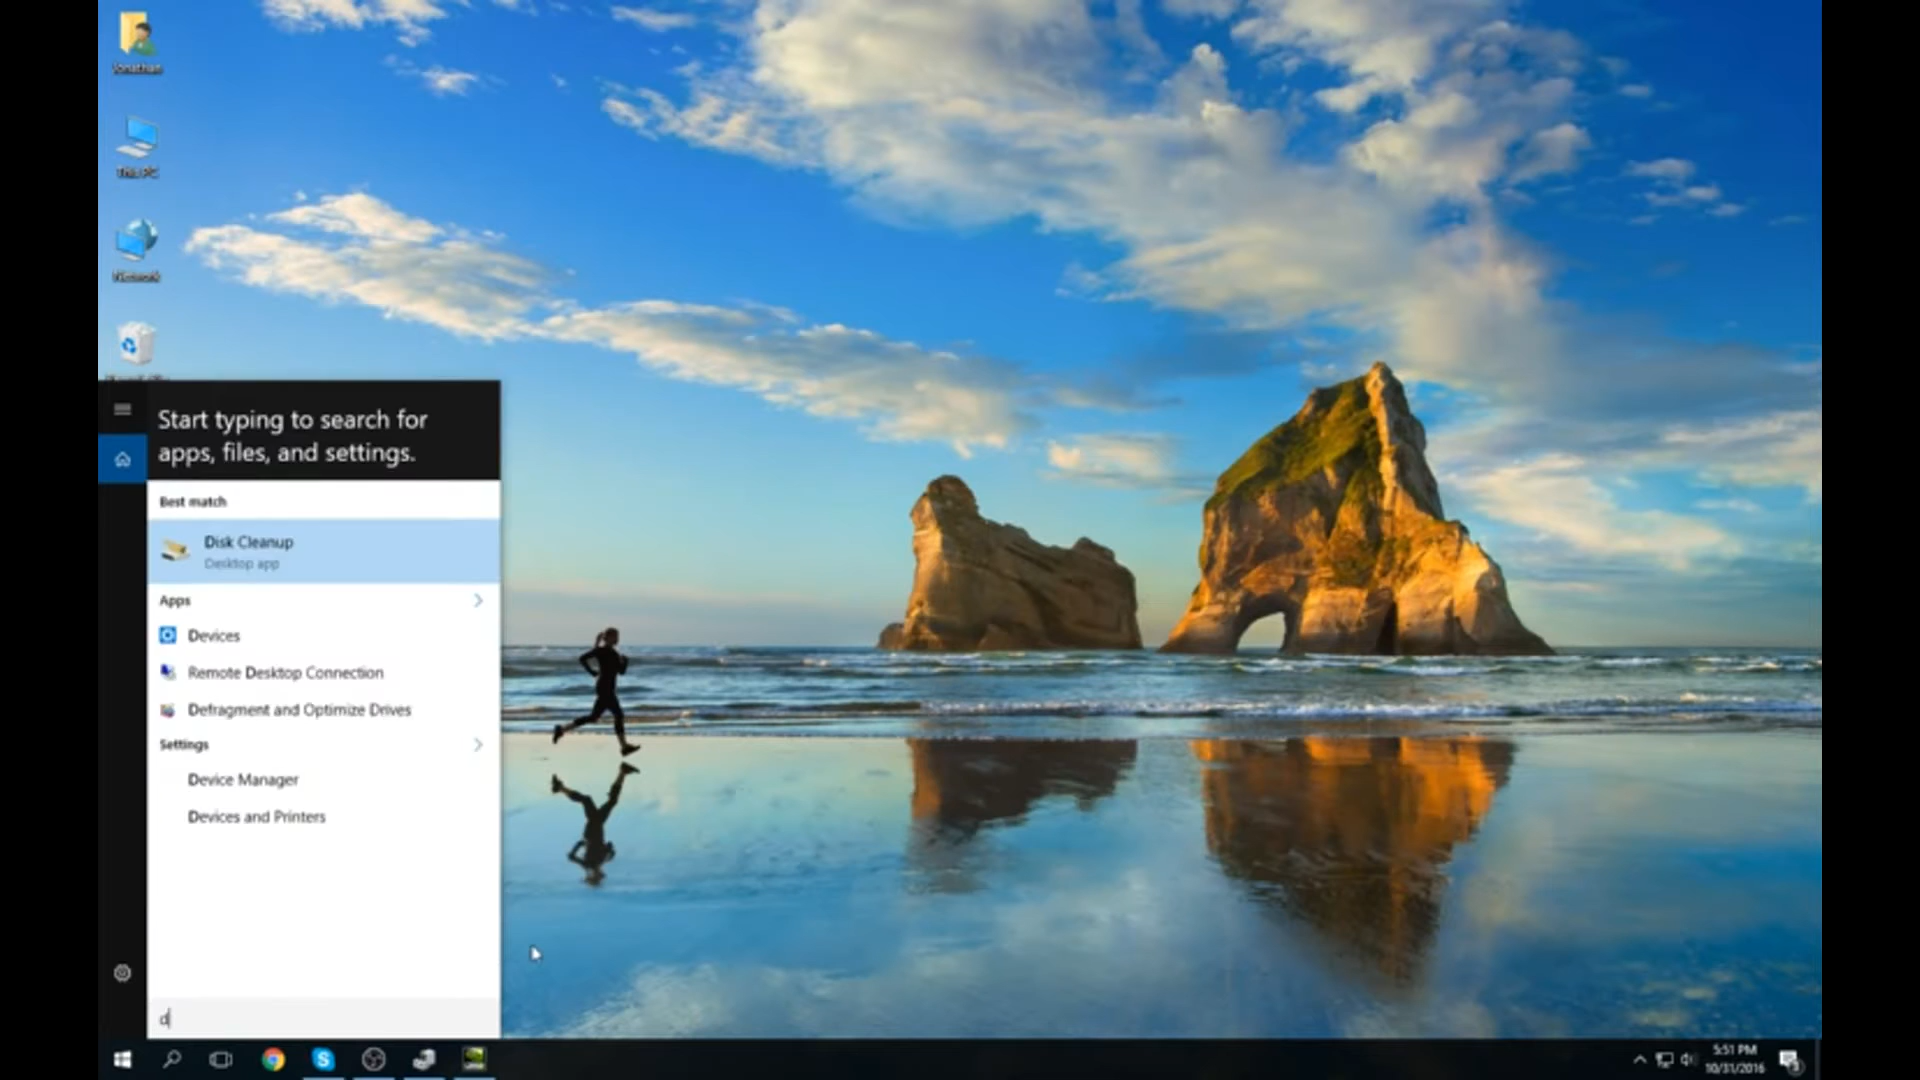 Jonathan
This PC
Network
Start typing to search for
apps, files, and settings.
Best match
Disk Cleanup
Desktop app
Apps
Devices
Remote Desktop Connection
Defragment and Optimize Drives
Settings
Device Manager
Devices and Printers
d
5:51 PM
10/31/2016